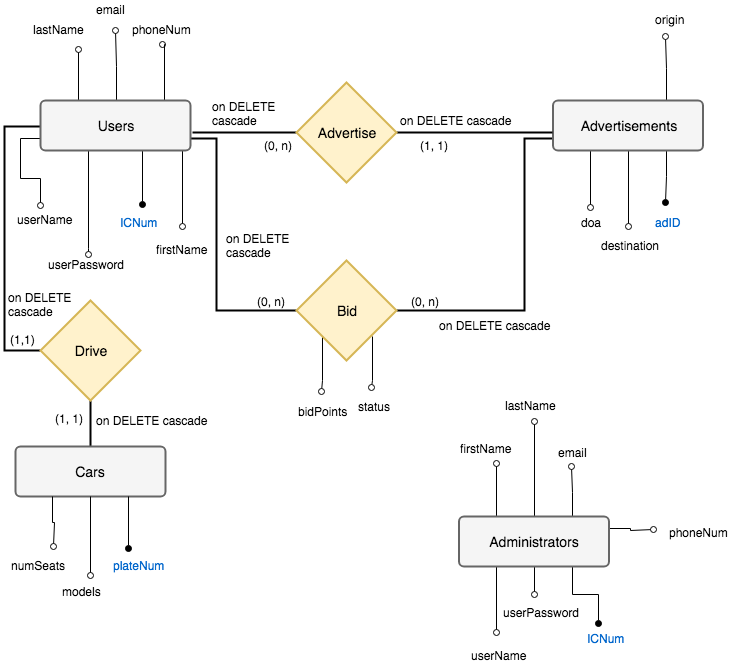 email
origin
lastName
phoneNum
on DELETE
cascade
on DELETE cascade
Users
Advertise
Advertisements
(0, n)
(1, 1)
userName
ICNum
firstName
userPassword
doa
adID
destination
on DELETE
cascade
on DELETE
cascade
(0, n)
Bid
(0, n)
on DELETE cascade
(1,1)
Drive
bidPoints
status
(1, 1)
on DELETE cascade
Cars
numSeats
plateNum
models
lastName
firstName
email
Administrators
phoneNum
userPassword
ICNum
userName